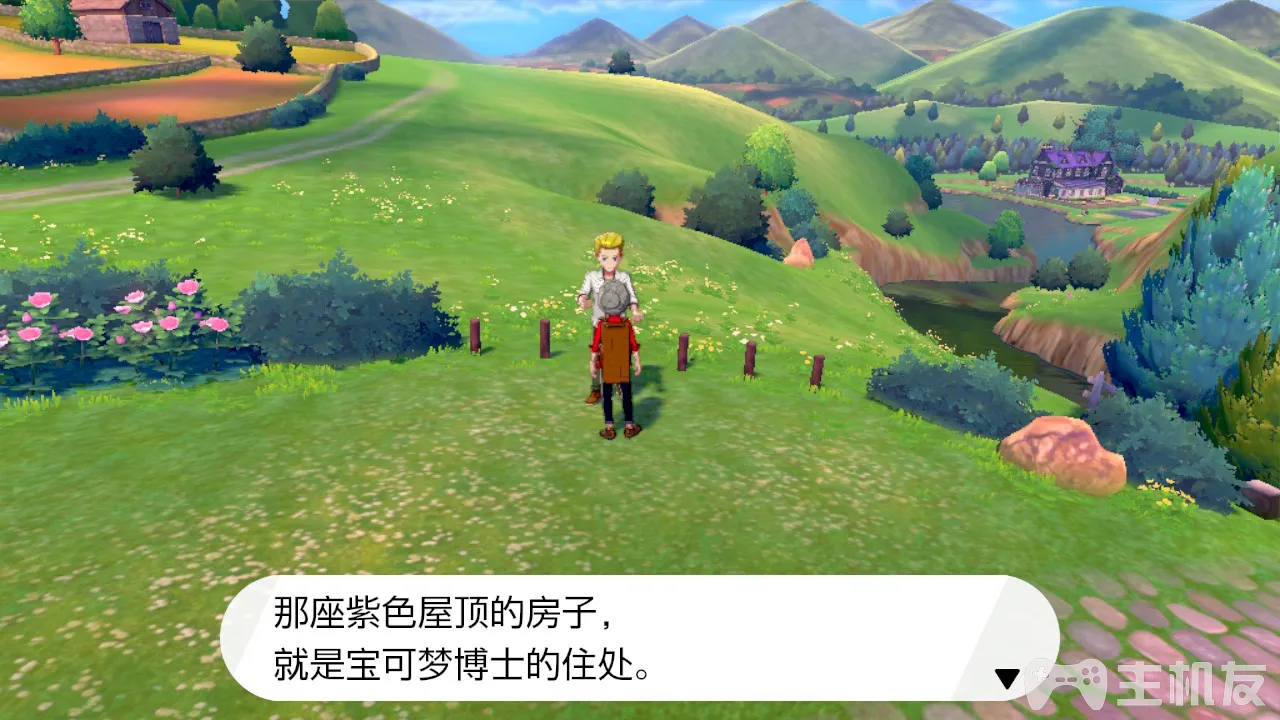 那座紫色屋顶的房子，
就是宝可梦博士的住处。
主机友